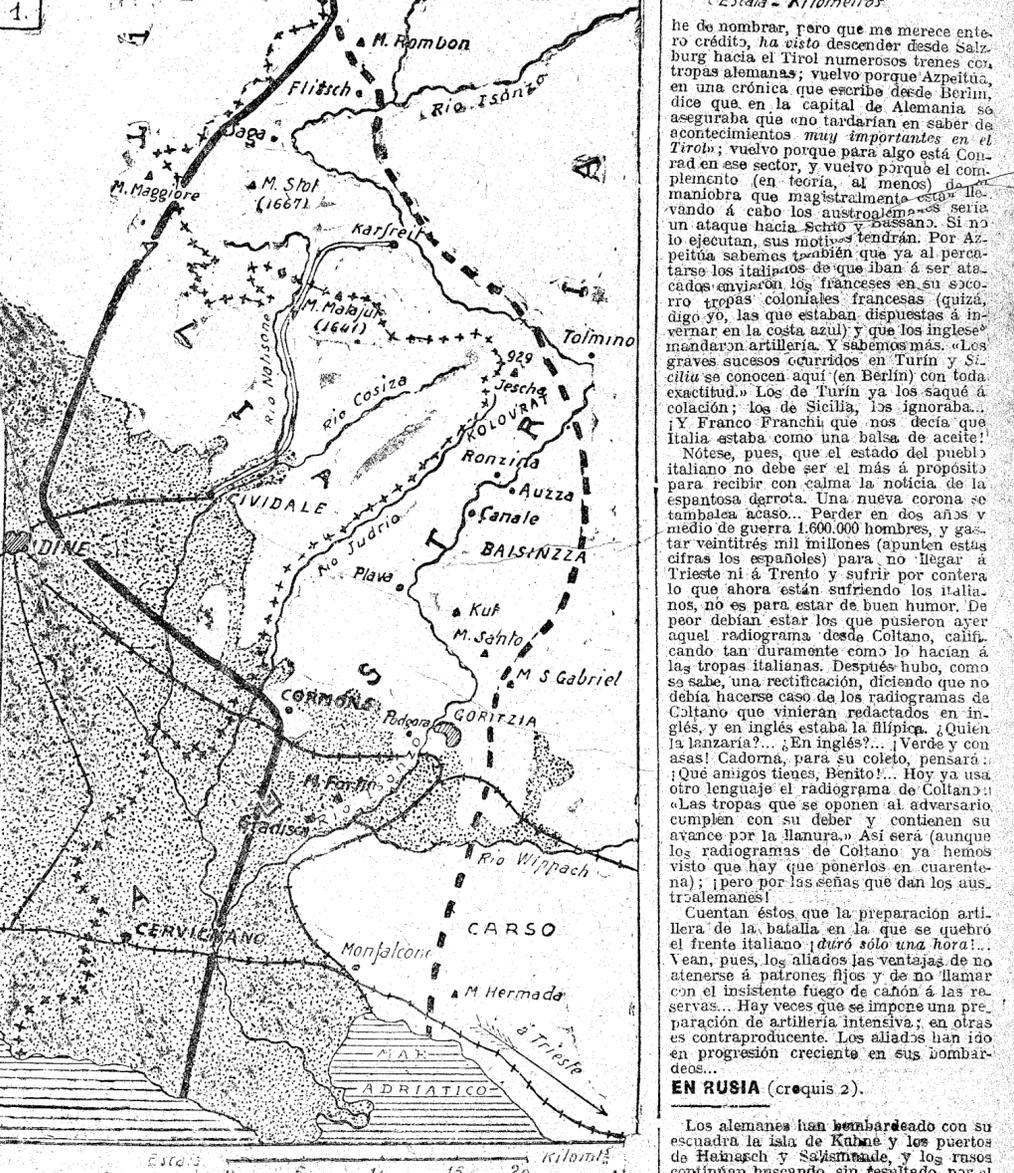 1.
M. Rombon
Flitsch
Rio Isonzo
Saga
M. Maggiore
M. Stol
(1667)
Karfreit
M. Matajur
(1641)
Rio Natisone
Tolmino
929
Jescha
KOLOVRAT
Rio Cosiza
Ronzina
Auzza
Canale
CIVIDALE
Rio Judrio
BAISINZZA
UDINE
Plava
Kuk
M. Santo
M S Gabriel
CORMONS
Podgora
GORITZIA
M. Fortin
Gradisca
Rio Wippach
CARSO
CERVIGNANO
Monfalcone
M. Hermada
á Trieste
MAR
ADRIATICO
ITALIA
AUSTRIA
Escala
Kilomts
Escala - Kilometros
he de nombrar, pero que me merece ente-
ro crédito, ha visto descender desde Salz-
burg hacia el Tirol numerosos trenes con
tropas alemanas; vuelvo porque Azpeitúa,
en una crónica que escribe desde Berlín,
dice que en la capital de Alemania se
aseguraba que «no tardarían en saber de
acontecimientos muy importantes en el
Tirol»; vuelvo porque para algo está Con-
rad en ese sector, y vuelvo porque el com-
plemento (en teoría, al menos) de
maniobra que magistralmente están lle-
vando á cabo los austroalemanes sería
un ataque hacia Schio y Bassano. Si no
lo ejecutan, sus motivos tendrán. Por Az-
peitúa sabemos también que ya al perca-
tarse los italianos de que iban á ser ata-
cados enviaron los franceses en su soco-
rro tropas coloniales francesas (quizá,
digo yo, las que estaban dispuestas á in-
vernar en la costa azul) y que los ingleses
mandaron artillería. Y sabemos más. «Los
graves sucesos ocurridos en Turín y Si-
cilia se conocen aquí (en Berlín) con toda
exactitud.» Los de Turín ya los saqué á
colación; los de Sicilia, los ignoraba...
¡Y Franco Franchi que nos decía que
Italia estaba como una balsa de aceite!
Nótese, pues, que el estado del pueblo
italiano no debe ser el más á propósito
para recibir con calma la noticia de la
espantosa derrota. Una nueva corona se
tambalea acaso... Perder en dos años y
medio de guerra 1.600.000 hombres, y gas-
tar veintitrés mil millones (apunten estas
cifras los españoles) para no llegar á
Trieste ni á Trento y sufrir por contera
lo que ahora están sufriendo los italia-
nos, no es para estar de buen humor. De
peor debían estar los que pusieron ayer
aquel radiograma desde Coltano, califi-
cando tan duramente como lo hacían á
las tropas italianas. Después hubo, como
se sabe, una rectificación, diciendo que no
debía hacerse caso de los radiogramas de
Coltano que vinieran redactados en in-
glés, y en inglés estaba la filípica. ¿Quien
la lanzaría?... ¿En inglés?... ¡Verde y con
asas! Cadorna, para su coleto, pensará:
¡Qué amigos tienes, Benito!... Hoy ya usa
otro lenguaje el radiograma de Coltano:
«Las tropas que se oponen al adversario
cumplen con su deber y contienen su
avance por la llanura.» Así será (aunque
los radiogramas de Coltano ya hemos
visto que hay que ponerlos en cuarente-
na); ¡pero por las señas que dan los aus-
troalemanes!
Cuentan éstos que la preparación arti-
llera de la batalla en la que se quebró
el frente italiano ¡duró sólo una hora!...
Vean, pues, los aliados las ventajas de no
atenerse á patrones fijos y de no llamar
con el insistente fuego de cañón á las re-
servas... Hay veces que se impone una pre-
paración de artillería intensiva; en otras
es contraproducente. Los aliados han ido
en progresión creciente en sus bombar-
deos...
EN RUSIA (croquis 2).
Los alemanes han bombardeado con su
escuadra la isla de Kuhne y los puertos
de Hainasch y Salismunde, y los rusos
continúan buscando sin resultado